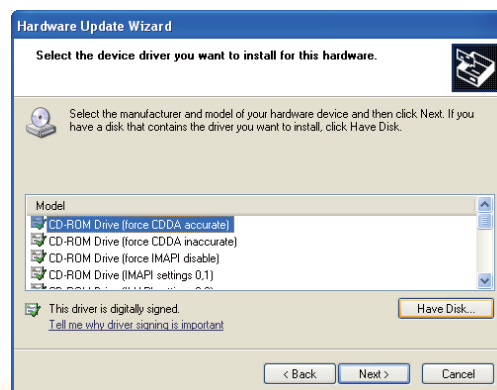 Hardware Update Wizard
Select the device driver you want to install for this hardware.
Select the manufacturer and model of your hardware device and then click Next. If you
have a disk that contains the driver you want to install, click Have Disk.
Model
CD-ROM Drive (force CDDA accurate)
CD-ROM Drive (force CDDA inaccurate)
CD-ROM Drive (force IMAPI disable)
CD-ROM Drive (IMAPI settings 0,1)
This driver is digitally signed.
Have Disk...
Tell me why driver signing is important
< Back
Next >
Cancel